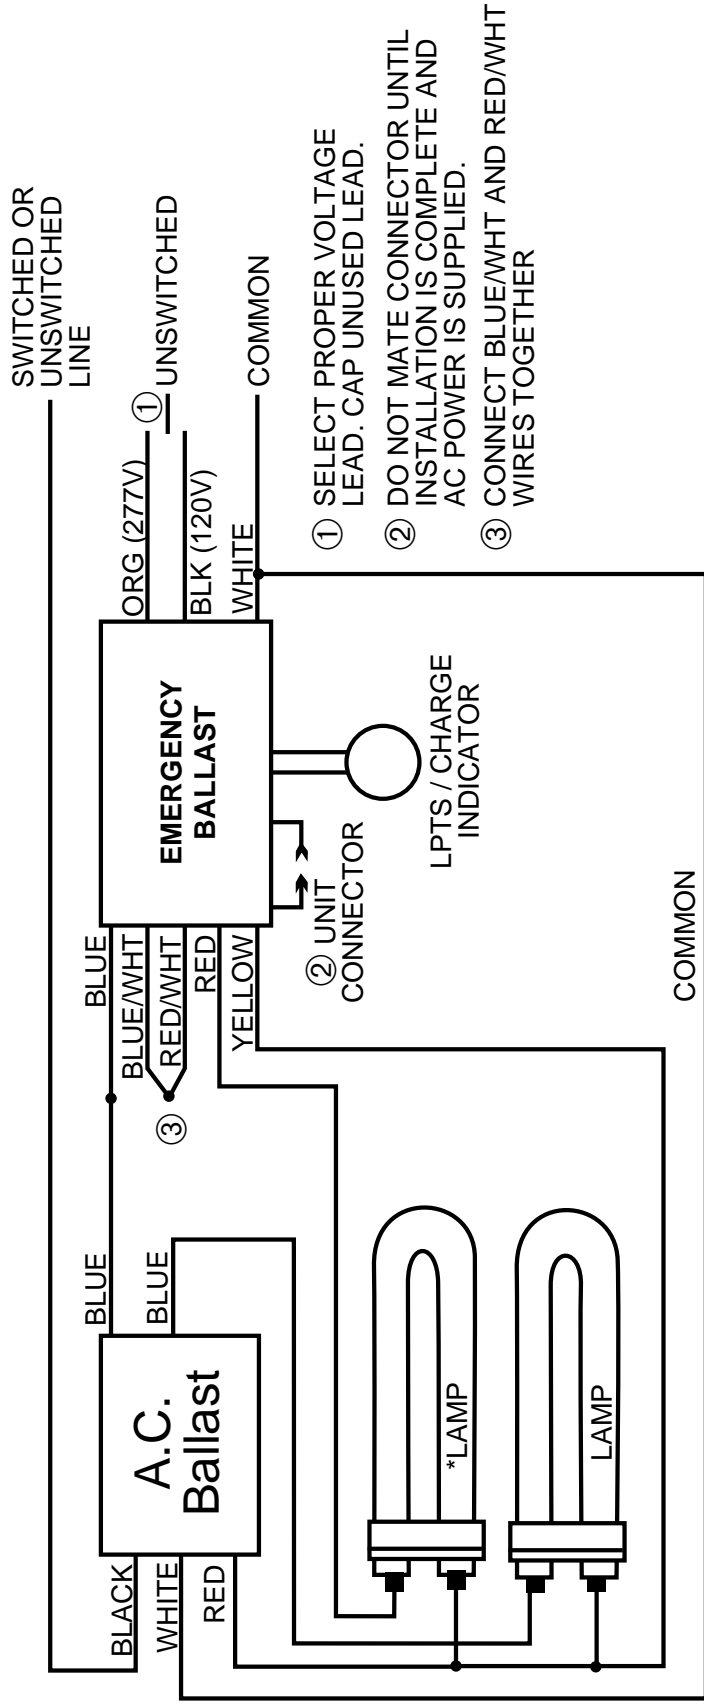 SWITCHED OR
UNSWITCHED
LINE
ORG (277V)
① UNSWITCHED
BLK (120V)
WHITE
COMMON
EMERGENCY
BALLAST
BLUE
BLUE/WHT
RED/WHT
RED
YELLOW
③
BLUE
BLUE
A.C.
Ballast
BLACK
WHITE
RED
② UNIT
CONNECTOR
LPTS / CHARGE
INDICATOR
*LAMP
LAMP
COMMON
① SELECT PROPER VOLTAGE
LEAD. CAP UNUSED LEAD.
② DO NOT MATE CONNECTOR UNTIL
INSTALLATION IS COMPLETE AND
AC POWER IS SUPPLIED.
③ CONNECT BLUE/WHT AND RED/WHT
WIRES TOGETHER